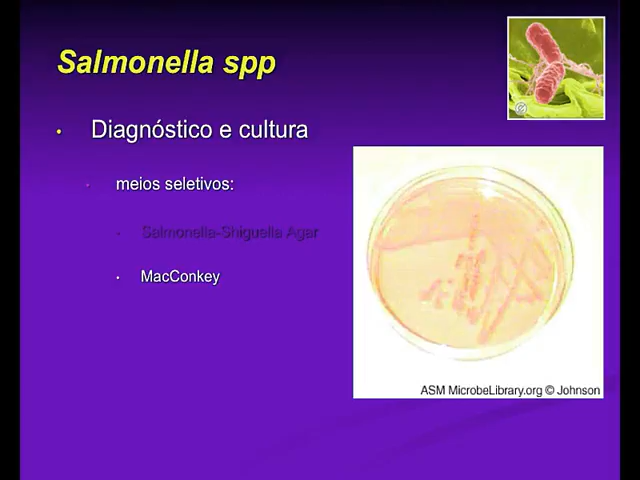 Salmonella spp
Diagnóstico e cultura
meios seletivos:
Salmonella-Shiguella Agar
MacConkey
ASM MicrobeLibrary.org © Johnson
©